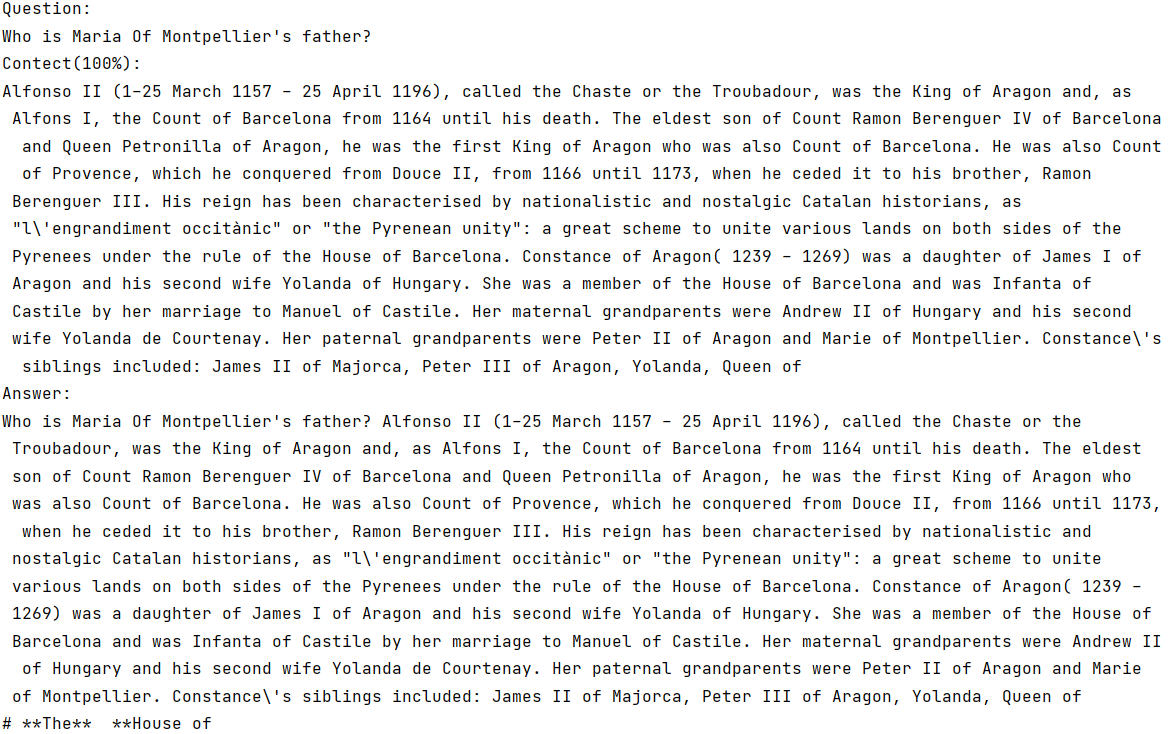 Question:
Who is Maria Of Montpellier's father?
Contect(100%):
Alfonso II (1–25 March 1157 – 25 April 1196), called the Chaste or the Troubadour, was the King of Aragon and, as
Alfons I, the Count of Barcelona from 1164 until his death. The eldest son of Count Ramon Berenguer IV of Barcelona
and Queen Petronilla of Aragon, he was the first King of Aragon who was also Count of Barcelona. He was also Count
of Provence, which he conquered from Douce II, from 1166 until 1173, when he ceded it to his brother, Ramon
Berenguer III. His reign has been characterised by nationalistic and nostalgic Catalan historians, as
"l\'engrandiment occitànic" or "the Pyrenean unity": a great scheme to unite various lands on both sides of the
Pyrenees under the rule of the House of Barcelona. Constance of Aragon( 1239 – 1269) was a daughter of James I of
Aragon and his second wife Yolanda of Hungary. She was a member of the House of Barcelona and was Infanta of
Castile by her marriage to Manuel of Castile. Her maternal grandparents were Andrew II of Hungary and his second
wife Yolanda de Courtenay. Her paternal grandparents were Peter II of Aragon and Marie of Montpellier. Constance\'s
siblings included: James II of Majorca, Peter III of Aragon, Yolanda, Queen of
Answer:
Who is Maria Of Montpellier's father? Alfonso II (1–25 March 1157 – 25 April 1196), called the Chaste or the
Troubadour, was the King of Aragon and, as Alfons I, the Count of Barcelona from 1164 until his death. The eldest
son of Count Ramon Berenguer IV of Barcelona and Queen Petronilla of Aragon, he was the first King of Aragon who
was also Count of Barcelona. He was also Count of Provence, which he conquered from Douce II, from 1166 until 1173,
when he ceded it to his brother, Ramon Berenguer III. His reign has been characterised by nationalistic and
nostalgic Catalan historians, as "l\'engrandiment occitànic" or "the Pyrenean unity": a great scheme to unite
various lands on both sides of the Pyrenees under the rule of the House of Barcelona. Constance of Aragon( 1239 –
1269) was a daughter of James I of Aragon and his second wife Yolanda of Hungary. She was a member of the House of
Barcelona and was Infanta of Castile by her marriage to Manuel of Castile. Her maternal grandparents were Andrew II
of Hungary and his second wife Yolanda de Courtenay. Her paternal grandparents were Peter II of Aragon and Marie
of Montpellier. Constance\'s siblings included: James II of Majorca, Peter III of Aragon, Yolanda, Queen of
# **The**  **House of